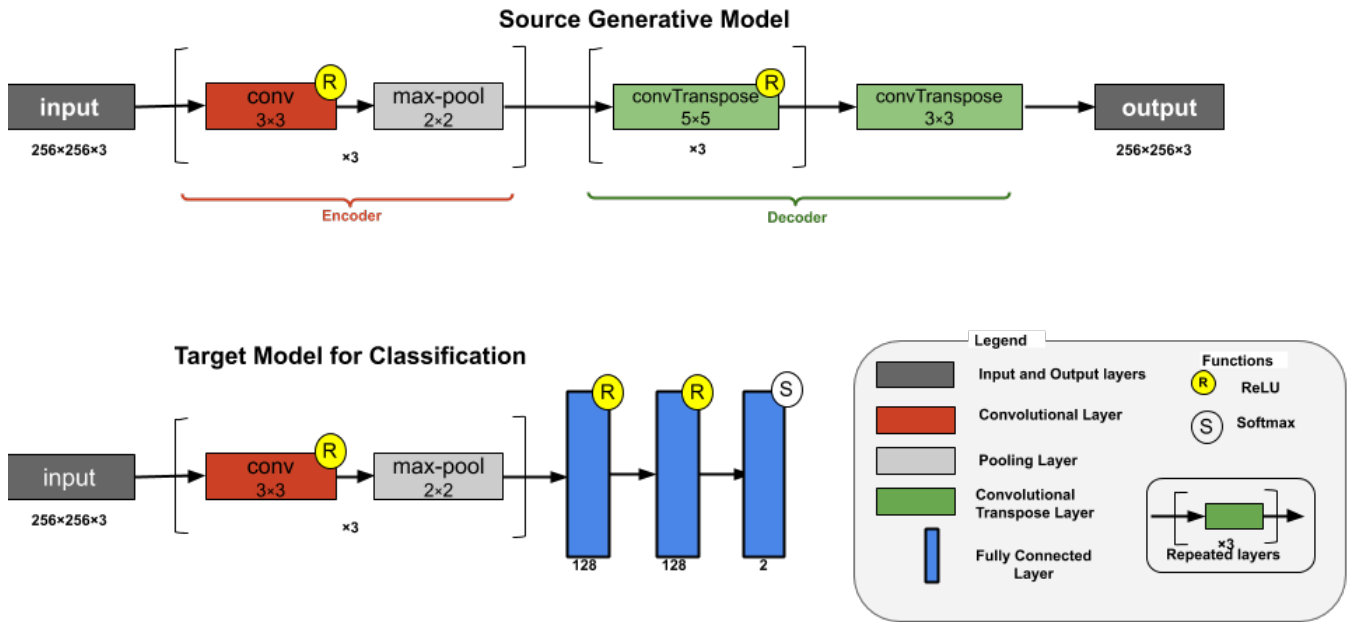 Source Generative Model
input
256×256×3
conv
3×3
R
max-pool
2×2
×3
Encoder
convTranspose
5×5
R
×3
convTranspose
3×3
Decoder
output
256×256×3
Target Model for Classification
input
256×256×3
conv
3×3
R
max-pool
2×2
×3
R
128
R
128
S
2
Legend
Input and Output layers
Convolutional Layer
Pooling Layer
Convolutional
Transpose Layer
Fully Connected
Layer
Functions
R
ReLU
S
Softmax
×3
Repeated layers